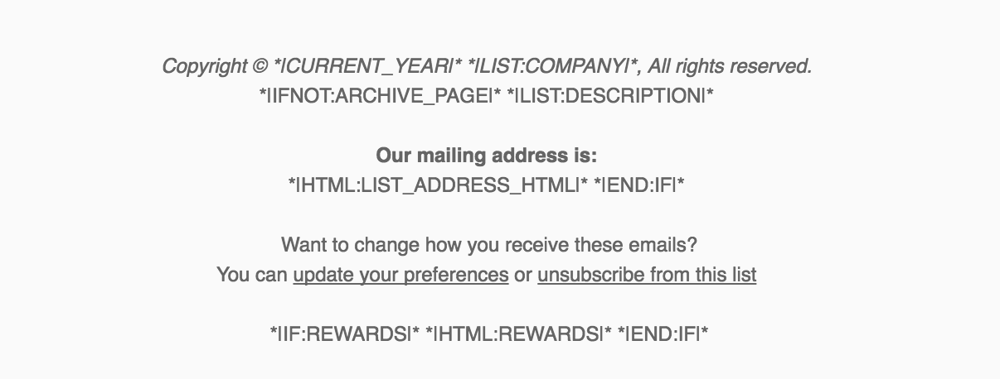 Copyright © *|CURRENT_YEAR|* *|LIST:COMPANY|*, All rights reserved.
*|IFNOT:ARCHIVE_PAGE|* *|LIST:DESCRIPTION|*
Our mailing address is:
*|HTML:LIST_ADDRESS_HTML|* *|END:IF|*
Want to change how you receive these emails?
You can update your preferences or unsubscribe from this list
*|IF:REWARDS|* *|HTML:REWARDS|* *|END:IF|*